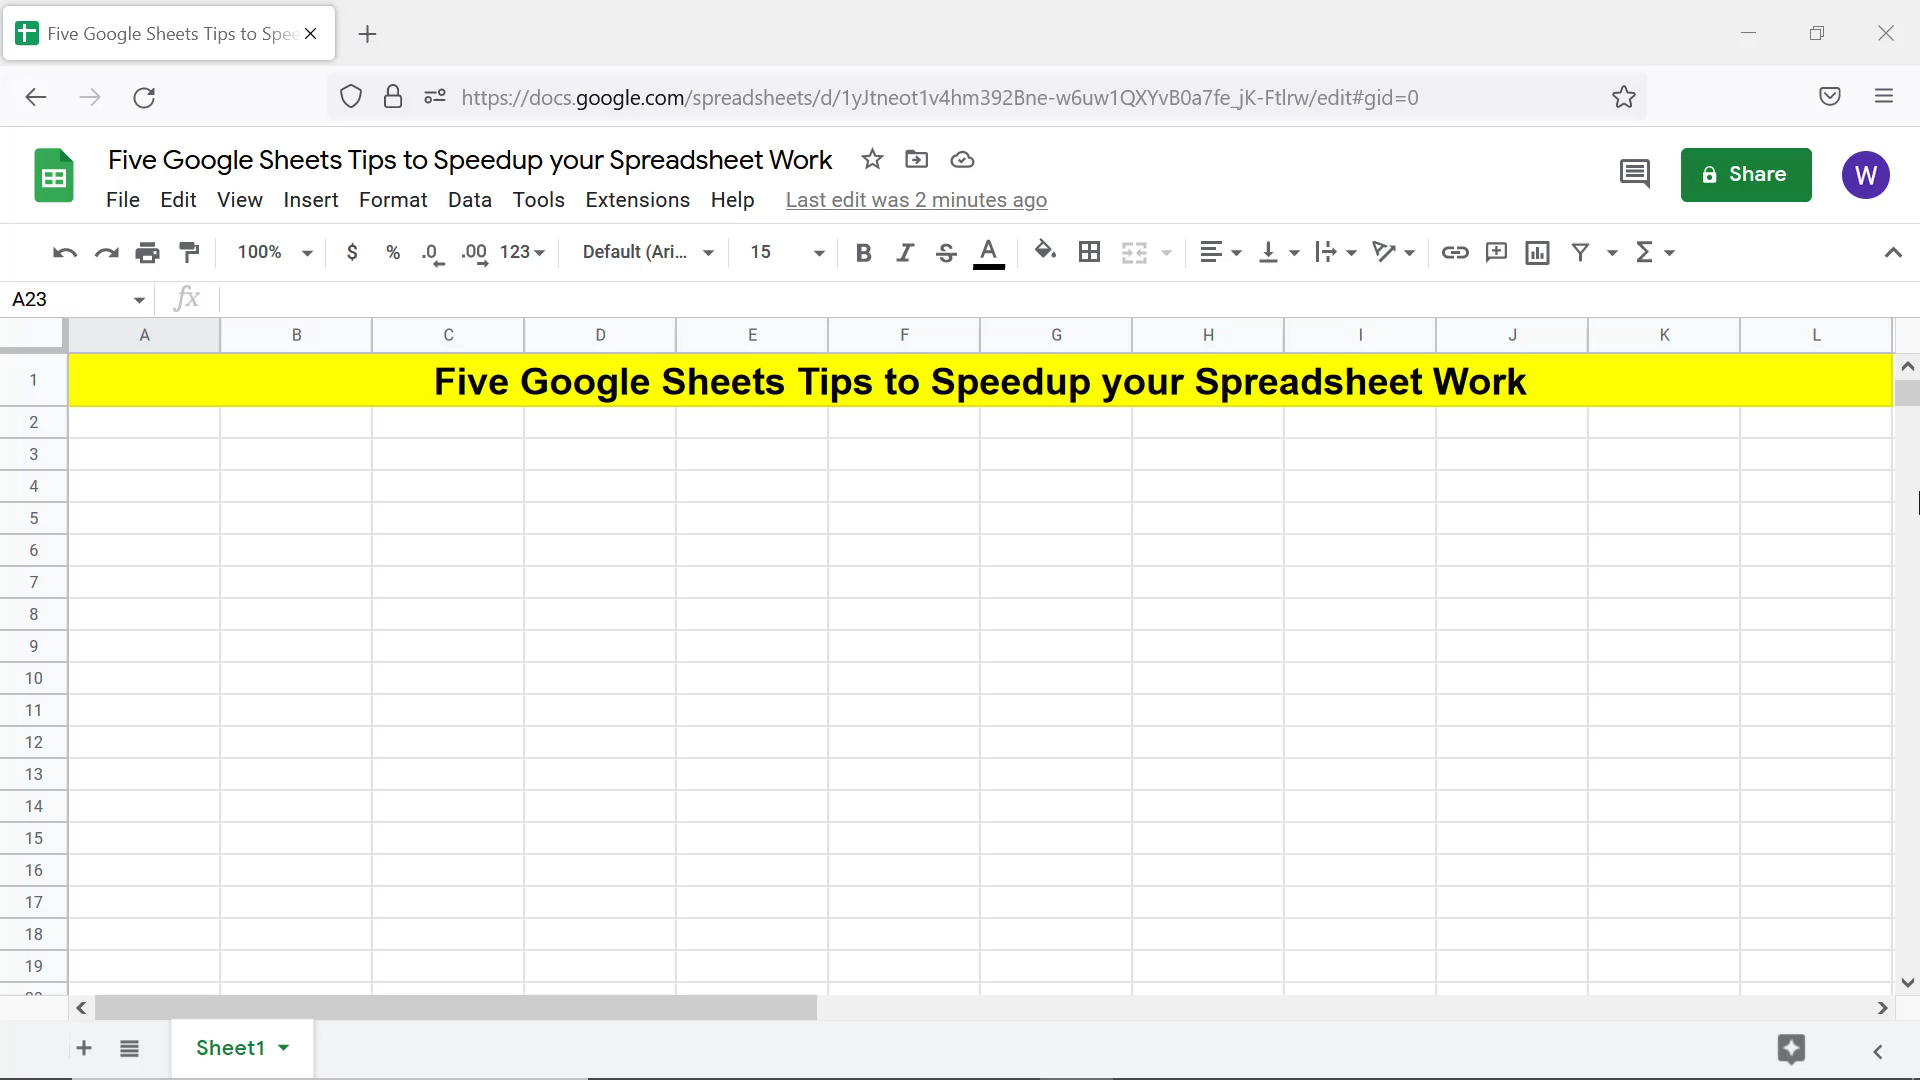 Five Google Sheets Tips to Spee
https://docs.google.com/spreadsheets/d/1yJtneot1v4hm392Bne-w6uw1QXYvB0a7fe_jK-FtIrw/edit#gid=0
Five Google Sheets Tips to Speedup your Spreadsheet Work
Share
W
File Edit View Insert Format Data Tools Extensions Help Last edit was 2 minutes ago
100% $ % .0 .00 123 Default (Ari... 15 B I S A Σ
A23 fx
A B C D E F G H I J K L
1 Five Google Sheets Tips to Speedup your Spreadsheet Work
2
3
4
5
6
7
8
9
10
11
12
13
14
15
16
17
18
19
Sheet1